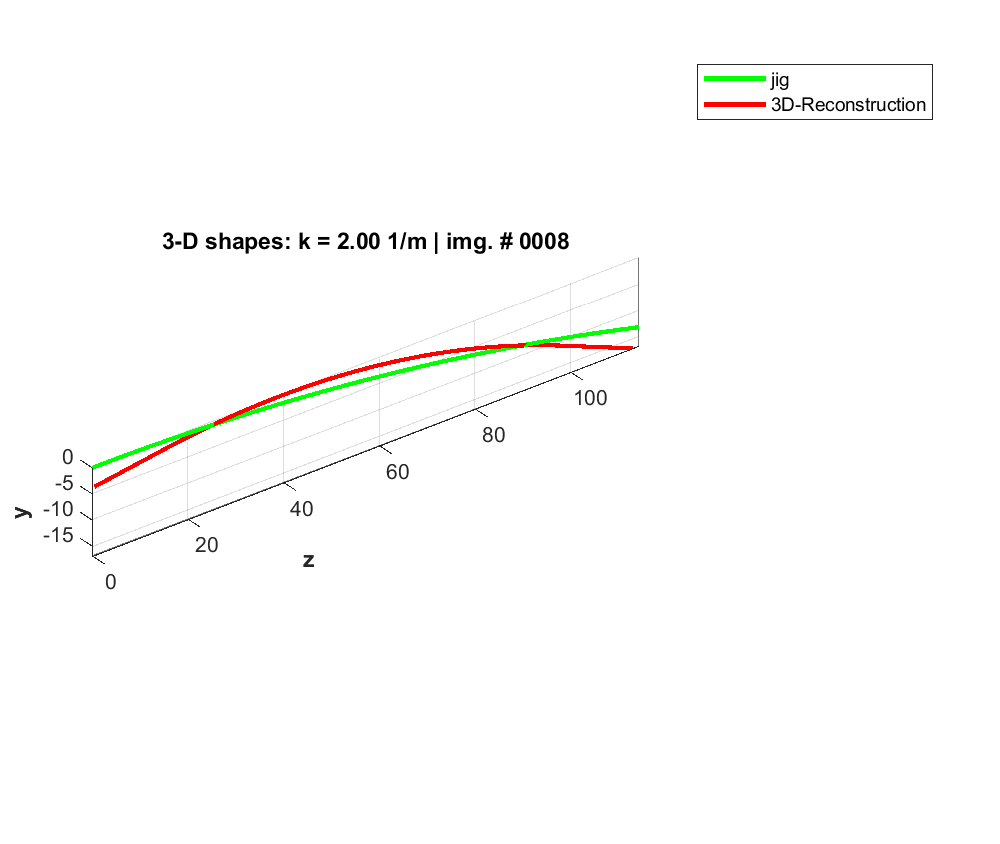 jig
3D-Reconstruction
3-D shapes: k = 2.00 1/m | img. # 0008
0
-5
-10
-15
y
0
20
40
60
80
100
z